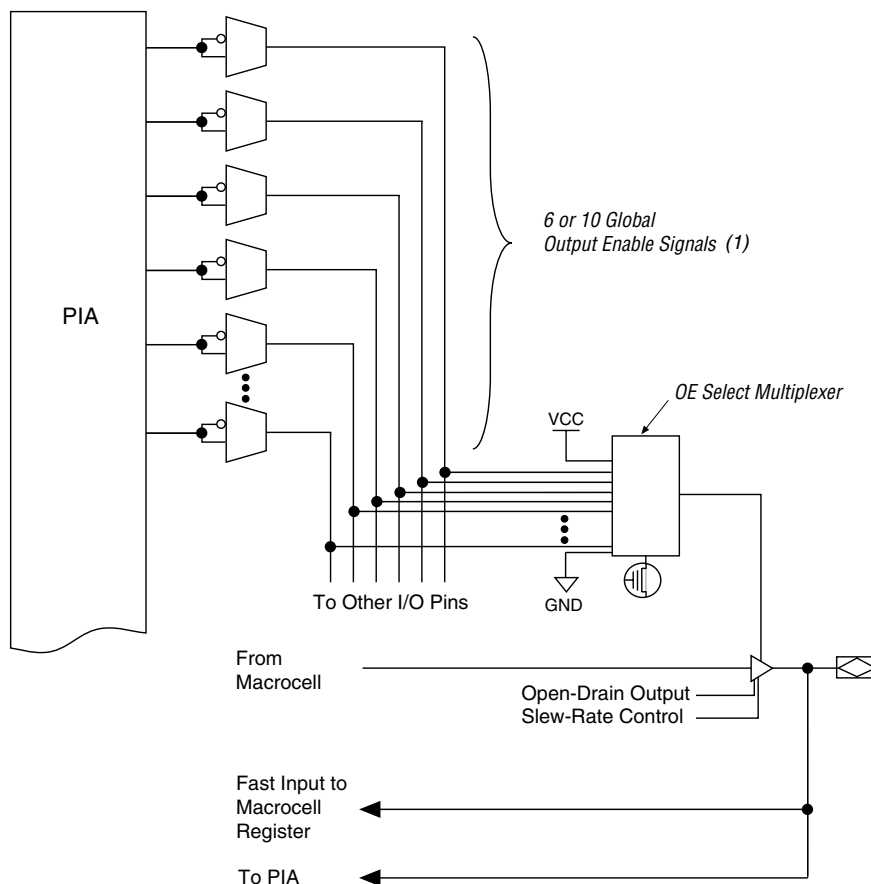 PIA
6 or 10 Global
Output Enable Signals (1)
OE Select Multiplexer
VCC
GND
To Other I/O Pins
From
Macrocell
Open-Drain Output
Slew-Rate Control
Fast Input to
Macrocell
Register
To PIA